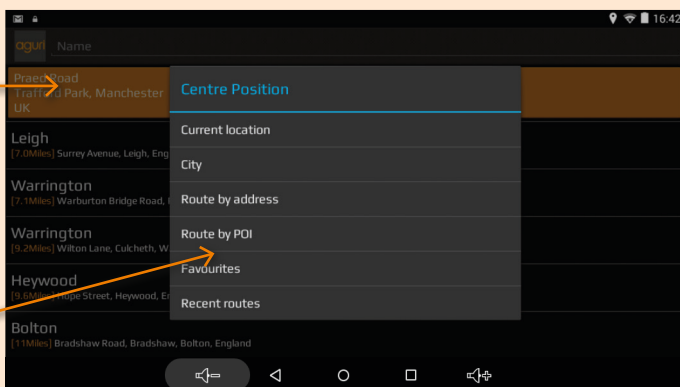 16:42
aguri Name
Praed Road
Trafford Park, Manchester
UK
Centre Position
Current location
City
Route by address
Route by POI
Favourites
Recent routes
Leigh
[7.0Miles] Surrey Avenue, Leigh, Eng
Warrington
[7.1Miles] Warburton Bridge Road,
Warrington
[9.2Miles] Wilton Lane, Culcheth, W
Heywood
[9.6Miles] Hope Street, Heywood, E
Bolton
[11Miles] Bradshaw Road, Bradshaw, Bolton, England